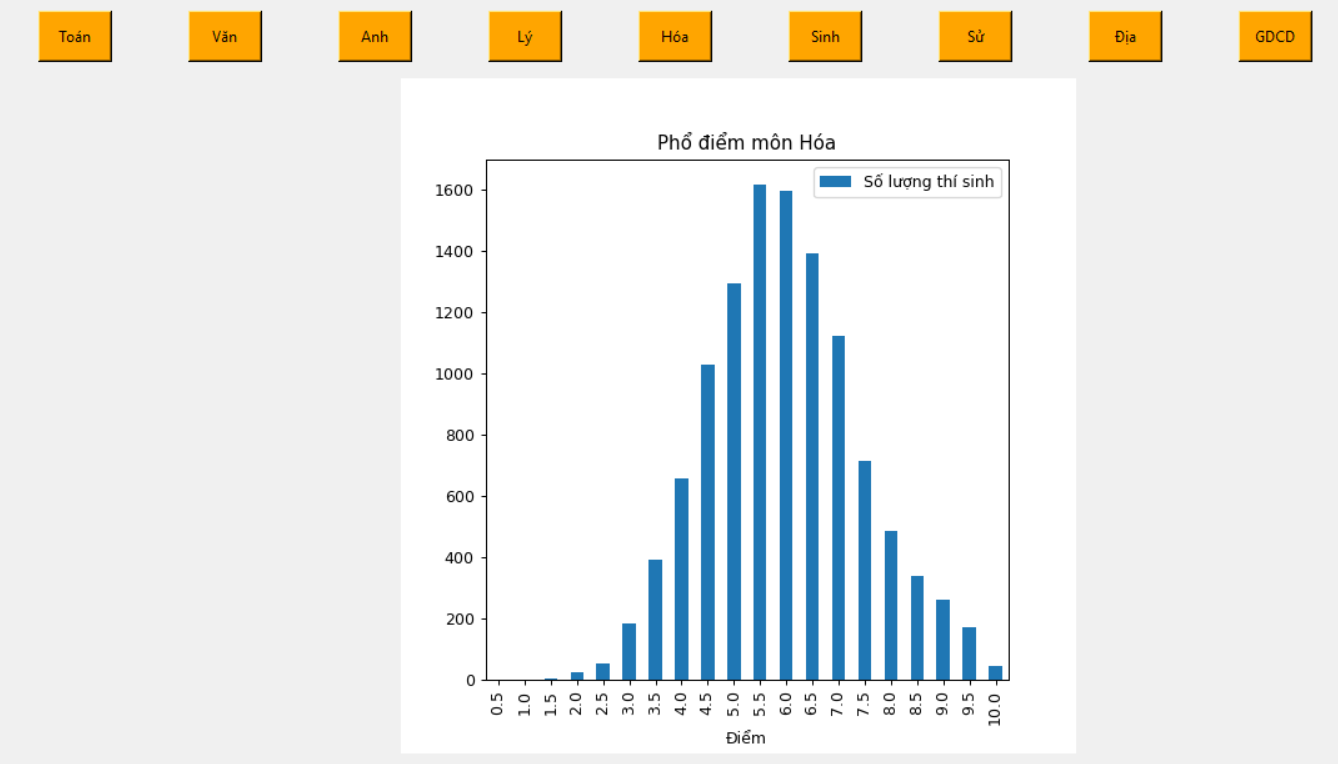 Toán Văn Anh Lý Hóa Sinh Sử Địa GDCD
Phổ điểm môn Hóa
Số lượng thí sinh
1600
1400
1200
1000
800
600
400
200
0
0.5 1.0 1.5 2.0 2.5 3.0 3.5 4.0 4.5 5.0 5.5 6.0 6.5 7.0 7.5 8.0 8.5 9.0 9.5 10.0
Điểm